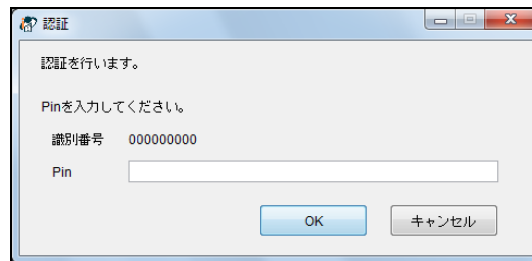 認証
認証を行います。
Pinを入力してください。
識別番号 000000000
Pin
OK キャンセル